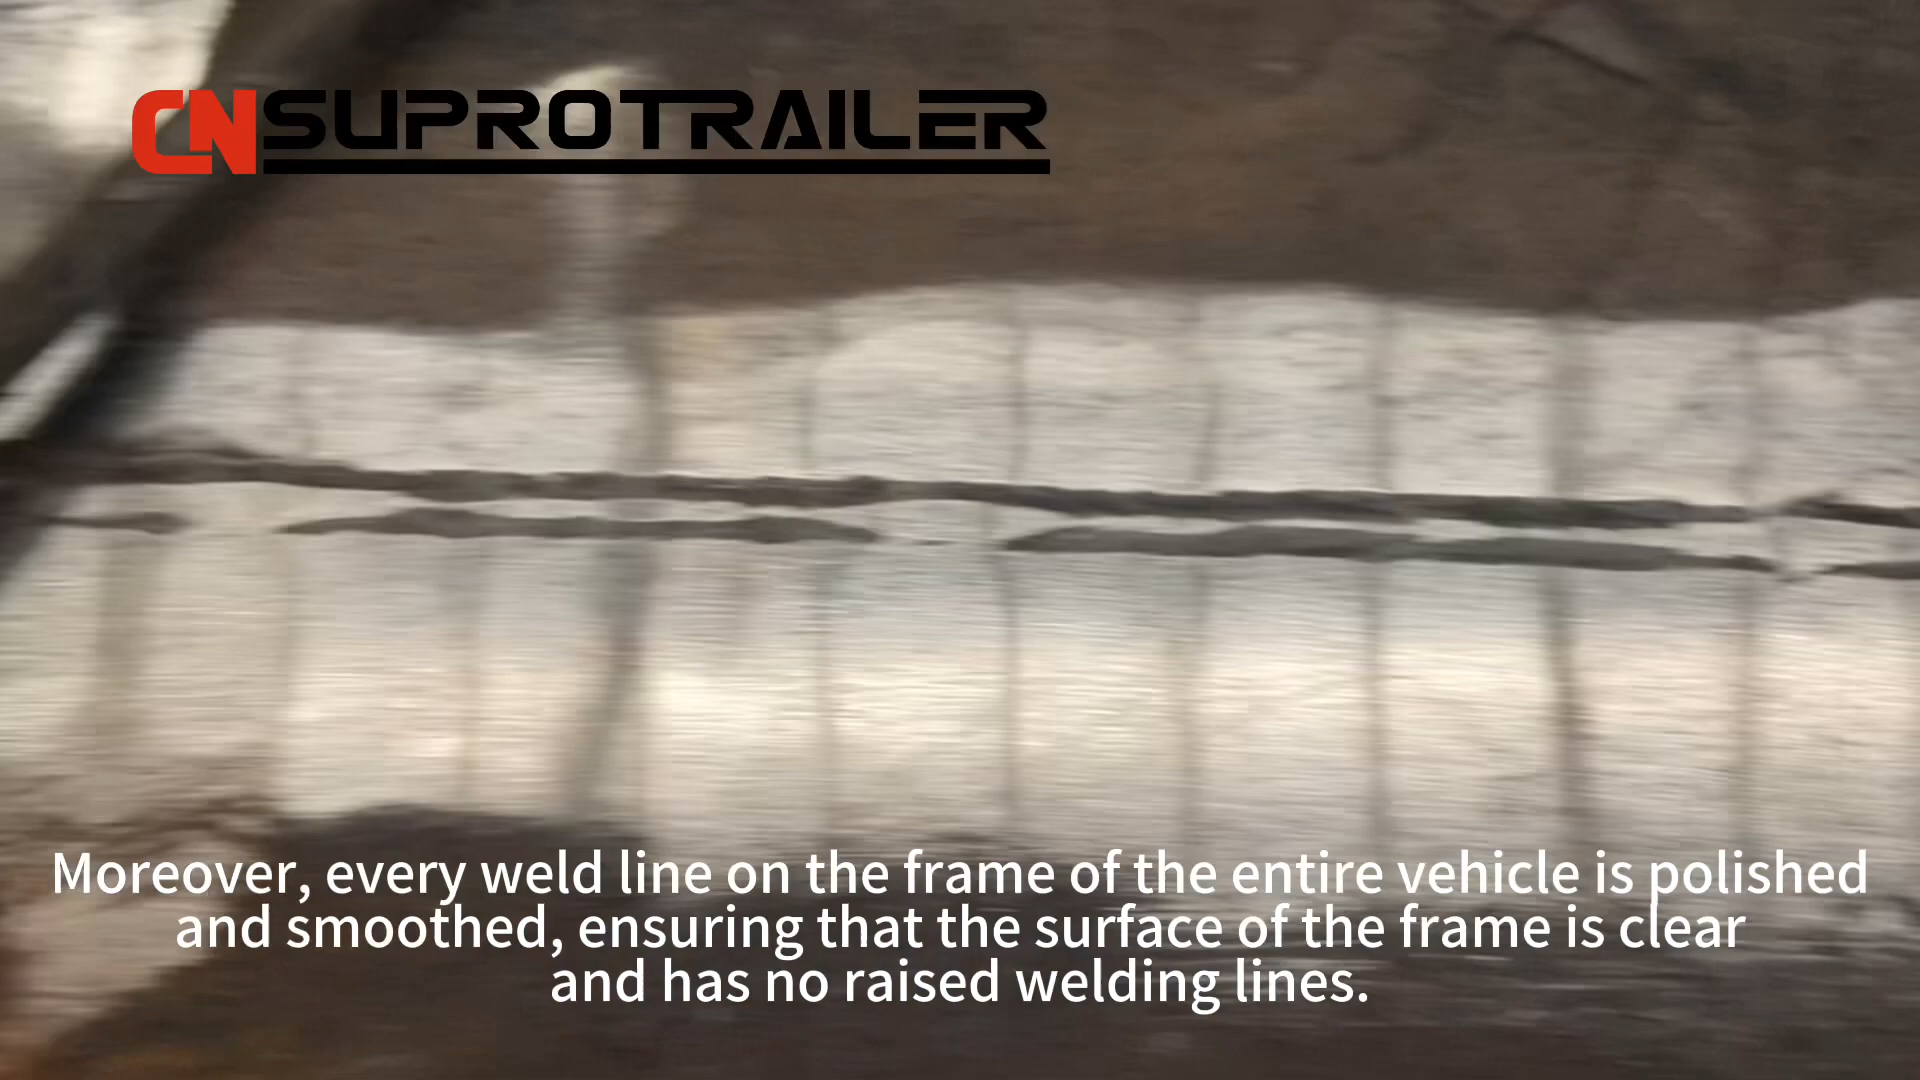 CNSUPROTRAILER
Moreover, every weld line on the frame of the entire vehicle is polished
and smoothed, ensuring that the surface of the frame is clear
and has no raised welding lines.